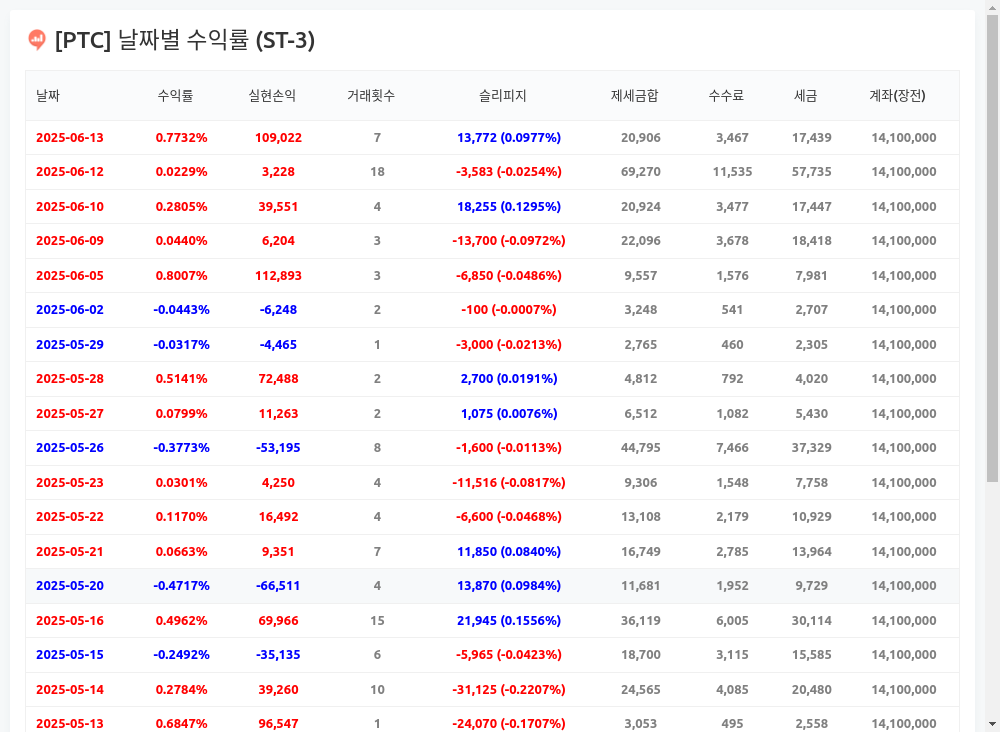 [PTC] 날짜별 수익률 (ST-3)
날짜 수익률 실현손익 거래횟수 슬리피지 제세금합 수수료 세금 계좌(장전)
2025-06-13 0.7732% 109,022 7 13,772 (0.0977%) 20,906 3,467 17,439 14,100,000
2025-06-12 0.0229% 3,228 18 -3,583 (-0.0254%) 69,270 11,535 57,735 14,100,000
2025-06-10 0.2805% 39,551 4 18,255 (0.1295%) 20,924 3,477 17,447 14,100,000
2025-06-09 0.0440% 6,204 3 -13,700 (-0.0972%) 22,096 3,678 18,418 14,100,000
2025-06-05 0.8007% 112,893 3 -6,850 (-0.0486%) 9,557 1,576 7,981 14,100,000
2025-06-02 -0.0443% -6,248 2 -100 (-0.0007%) 3,248 541 2,707 14,100,000
2025-05-29 -0.0317% -4,465 1 -3,000 (-0.0213%) 2,765 460 2,305 14,100,000
2025-05-28 0.5141% 72,488 2 2,700 (0.0191%) 4,812 792 4,020 14,100,000
2025-05-27 0.0799% 11,263 2 1,075 (0.0076%) 6,512 1,082 5,430 14,100,000
2025-05-26 -0.3773% -53,195 8 -1,600 (-0.0113%) 44,795 7,466 37,329 14,100,000
2025-05-23 0.0301% 4,250 4 -11,516 (-0.0817%) 9,306 1,548 7,758 14,100,000
2025-05-22 0.1170% 16,492 4 -6,600 (-0.0468%) 13,108 2,179 10,929 14,100,000
2025-05-21 0.0663% 9,351 7 11,850 (0.0840%) 16,749 2,785 13,964 14,100,000
2025-05-20 -0.4717% -66,511 4 13,870 (0.0984%) 11,681 1,952 9,729 14,100,000
2025-05-16 0.4962% 69,966 15 21,945 (0.1556%) 36,119 6,005 30,114 14,100,000
2025-05-15 -0.2492% -35,135 6 -5,965 (-0.0423%) 18,700 3,115 15,585 14,100,000
2025-05-14 0.2784% 39,260 10 -31,125 (-0.2207%) 24,565 4,085 20,480 14,100,000
2025-05-13 0.6847% 96,547 1 -24,070 (-0.1707%) 3,053 495 2,558 14,100,000